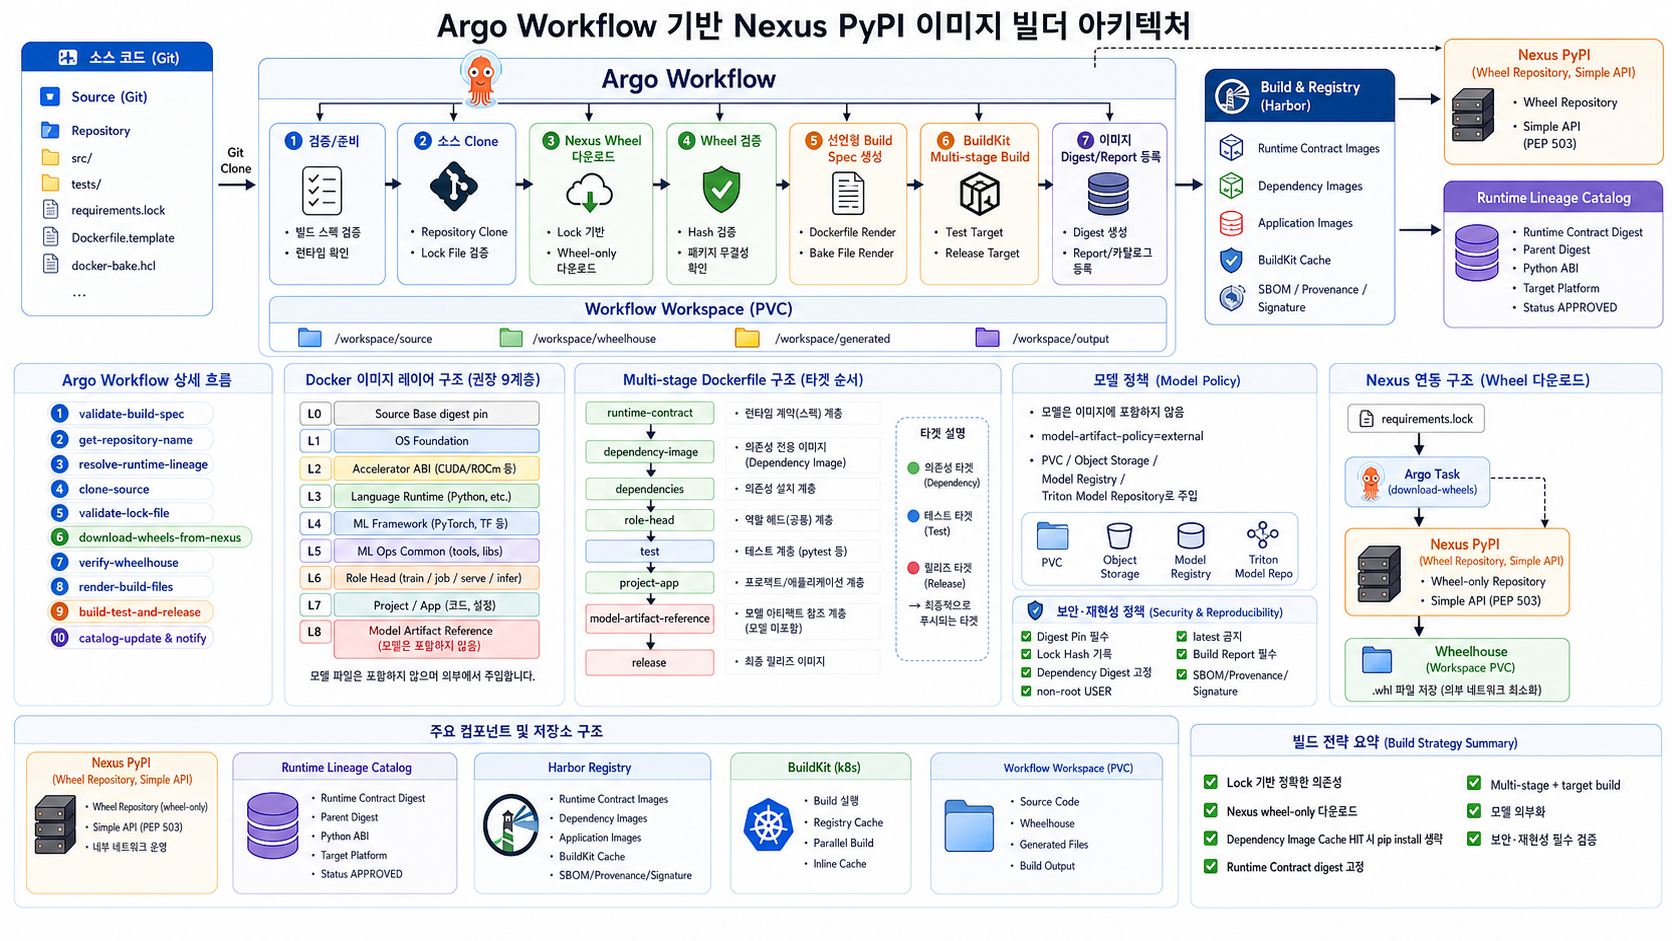 Argo Workflow 기반 Nexus PyPI 이미지 빌더 아키텍처
소스 코드 (Git)
Source (Git)
Repository
src/
tests/
requirements.lock
Dockerfile.template
docker-bake.hcl
...
Git
Clone
Argo Workflow
1 검증/준비
• 빌드 스펙 검증
• 런타임 확인
2 소스 Clone
• Repository Clone
• Lock File 검증
3 Nexus Wheel
다운로드
• Lock 기반
• Wheel-only
다운로드
4 Wheel 검증
• Hash 검증
• 패키지 무결성
확인
5 선언형 Build
Spec 생성
• Dockerfile Render
• Bake File Render
6 BuildKit
Multi-stage Build
• Test Target
• Release Target
7 이미지
Digest/Report 등록
• Digest 생성
• Report/카탈로그
등록
Workflow Workspace (PVC)
/workspace/source
/workspace/wheelhouse
/workspace/generated
/workspace/output
Build & Registry
(Harbor)
Runtime Contract Images
Dependency Images
Application Images
BuildKit Cache
SBOM / Provenance /
Signature
Nexus PyPI
(Wheel Repository, Simple API)
• Wheel Repository
• Simple API
(PEP 503)
Runtime Lineage Catalog
• Runtime Contract Digest
• Parent Digest
• Python ABI
• Target Platform
• Status APPROVED
Argo Workflow 상세 흐름
1 validate-build-spec
2 get-repository-name
3 resolve-runtime-lineage
4 clone-source
5 validate-lock-file
6 download-wheels-from-nexus
7 verify-wheelhouse
8 render-build-files
9 build-test-and-release
10 catalog-update & notify
Docker 이미지 레이어 구조 (권장 9계층)
L0 Source Base digest pin
L1 OS Foundation
L2 Accelerator ABI (CUDA/ROCm 등)
L3 Language Runtime (Python, etc.)
L4 ML Framework (PyTorch, TF 등)
L5 ML Ops Common (tools, libs)
L6 Role Head (train / job / serve / infer)
L7 Project / App (코드, 설정)
L8 Model Artifact Reference
(모델은 포함하지 않음)
모델 파일은 포함하지 않으며 외부에서 주입합니다.
Multi-stage Dockerfile 구조 (타겟 순서)
runtime-contract
• 런타임 계약(스펙) 계층
dependency-image
• 의존성 전용 이미지
(Dependency Image)
dependencies
• 의존성 설치 계층
role-head
• 역할 헤드(공통) 계층
test
• 테스트 계층 (pytest 등)
project-app
• 프로젝트/애플리케이션 계층
model-artifact-reference
• 모델 아티팩트 참조 계층
(모델 미포함)
release
• 최종 릴리즈 이미지
타겟 설명
의존성 타겟
(Dependency)
테스트 타겟
(Test)
릴리즈 타겟
(Release)
→ 최종적으로
푸시되는 타겟
모델 정책 (Model Policy)
• 모델은 이미지에 포함하지 않음
• model-artifact-policy=external
• PVC / Object Storage /
Model Registry /
Triton Model Repository로 주입
PVC
Object
Storage
Model
Registry
Triton
Model Repo
보안·재현성 정책 (Security & Reproducibility)
Digest Pin 필수
Lock Hash 기록
Dependency Digest 고정
non-root USER
latest 금지
Build Report 필수
SBOM/Provenance/
Signature
Nexus 연동 구조 (Wheel 다운로드)
requirements.lock
Argo Task
(download-wheels)
Nexus PyPI
(Wheel Repository, Simple API)
• Wheel-only Repository
• Simple API (PEP 503)
Wheelhouse
(Workspace PVC)
.whl 파일 저장 (외부 네트워크 최소화)
주요 컴포넌트 및 저장소 구조
Nexus PyPI
(Wheel Repository, Simple API)
• Wheel Repository (wheel-only)
• Simple API (PEP 503)
• 네부 네트워크 운영
Runtime Lineage Catalog
• Runtime Contract Digest
• Parent Digest
• Python ABI
• Target Platform
• Status APPROVED
Harbor Registry
• Runtime Contract Images
• Dependency Images
• Application Images
• BuildKit Cache
• SBOM/Provenance/Signature
BuildKit (k8s)
• Build 실행
• Registry Cache
• Parallel Build
• Inline Cache
Workflow Workspace (PVC)
• Source Code
• Wheelhouse
• Generated Files
• Build Output
빌드 전략 요약 (Build Strategy Summary)
Lock 기반 정확한 의존성
Nexus wheel-only 다운로드
Dependency Image Cache HIT 시 pip install 생략
Runtime Contract digest 고정
Multi-stage + target build
모델 외부화
보안·재현성 필수 검증